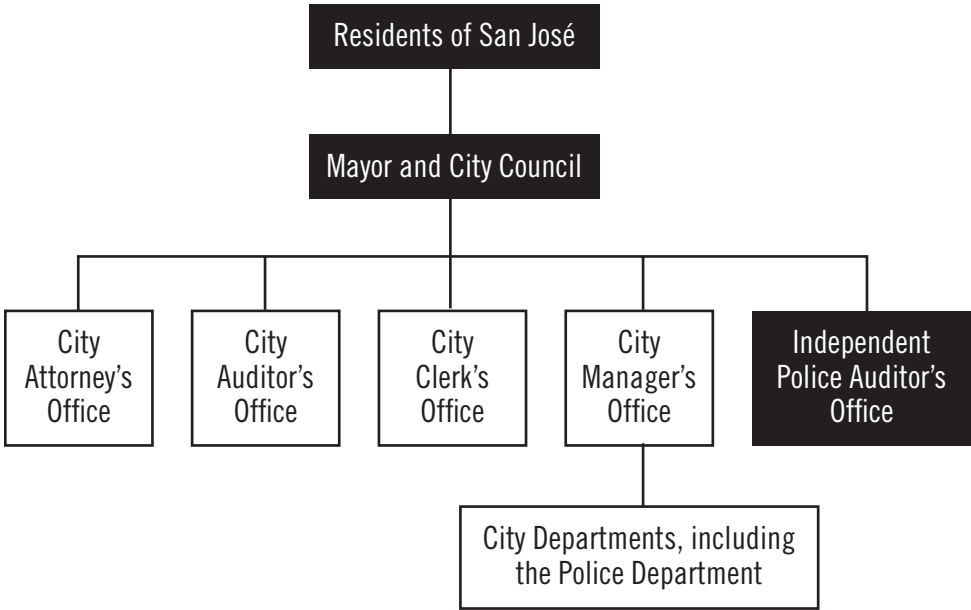 Residents of San José
Mayor and City Council
City
Attorney's
Office
City
Auditor's
Office
City
Clerk's
Office
City
Manager's
Office
Independent
Police Auditor's
Office
City Departments, including
the Police Department